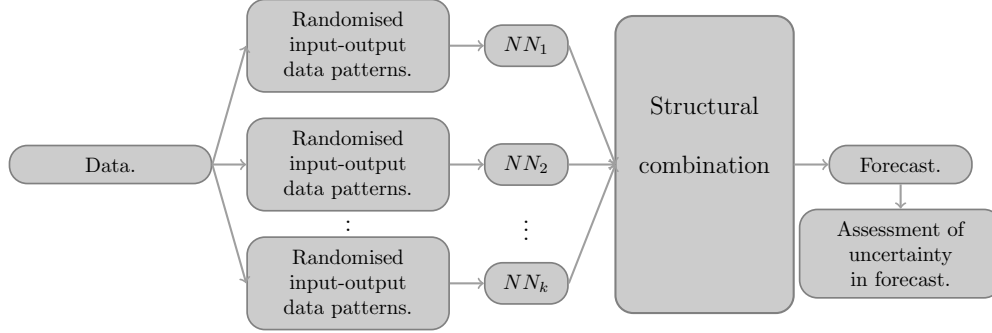 Data.
Randomised
input-output
data patterns.
Randomised
input-output
data patterns.
:
Randomised
input-output
data patterns.
NN₁
NN₂
⋮
NNₖ
Structural
combination
Forecast.
Assessment of
uncertainty
in forecast.